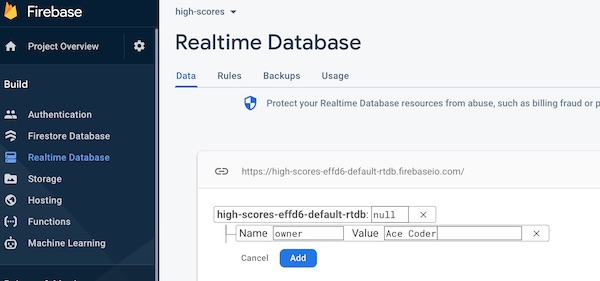 Firebase
Project Overview
Build
Authentication
Firestore Database
Realtime Database
Storage
Hosting
Functions
Machine Learning
high-scores
Realtime Database
Data Rules Backups Usage
Protect your Realtime Database resources from abuse, such as billing fraud or
https://high-scores-effd6-default-rtdb.firebaseio.com/
high-scores-effd6-default-rtdb: null ×
Name owner Value Ace Coder ×
Cancel Add